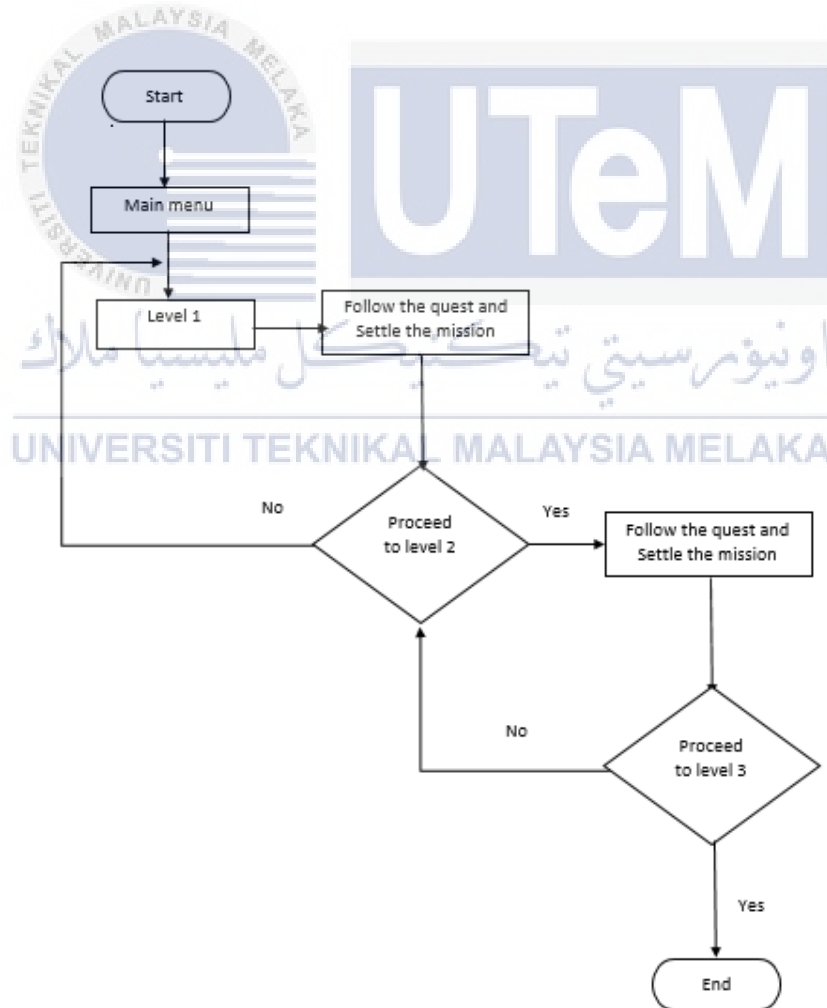 UNIVERSITI TEKNIKAL MALAYSIA MELAKA
UTeM
Start
Main menu
Level 1
Follow the quest and
Settle the mission
اونيۏرسيتي تيكنيكل مليسيا ملاك
UNIVERSITI TEKNIKAL MALAYSIA MELAKA
No
Proceed
to level 2
Yes
Follow the quest and
Settle the mission
No
Proceed
to level 3
Yes
End